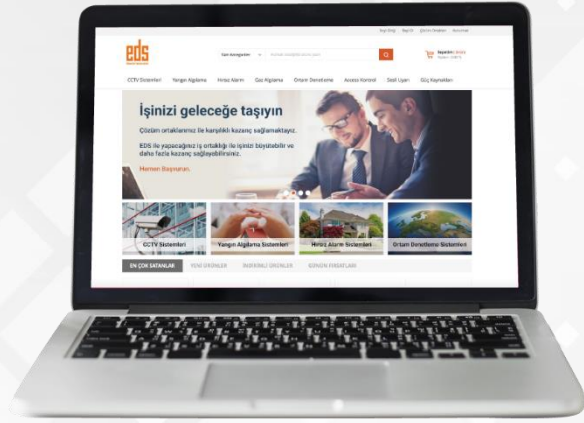 eds
Tüm Kategoriler
CCTV Sistemleri Yangın Algılama Hırsız Alarm Gaz Algılama Ortam Denetleme Access Kontrol Sesli Uyarı Güç Kaynakları
İşinizi geleceğe taşıyın
Çözüm ortaklarımız ile karşılıklı kazanç sağlamaktayız.
EDS ile yapacağınız iş ortaklığı ile işinizi büyütebilir ve
daha fazla kazanç sağlayabilirsiniz.
Hemen Başvurun.
CCTV Sistemleri Yangın Algılama Sistemleri Hırsız Alarm Sistemleri Ortam Denetleme Sistemleri
EN ÇOK SATANLAR YENİ ÜRÜNLER İNDİRİMLİ ÜRÜNLER GÜNÜN FIRSATLARI